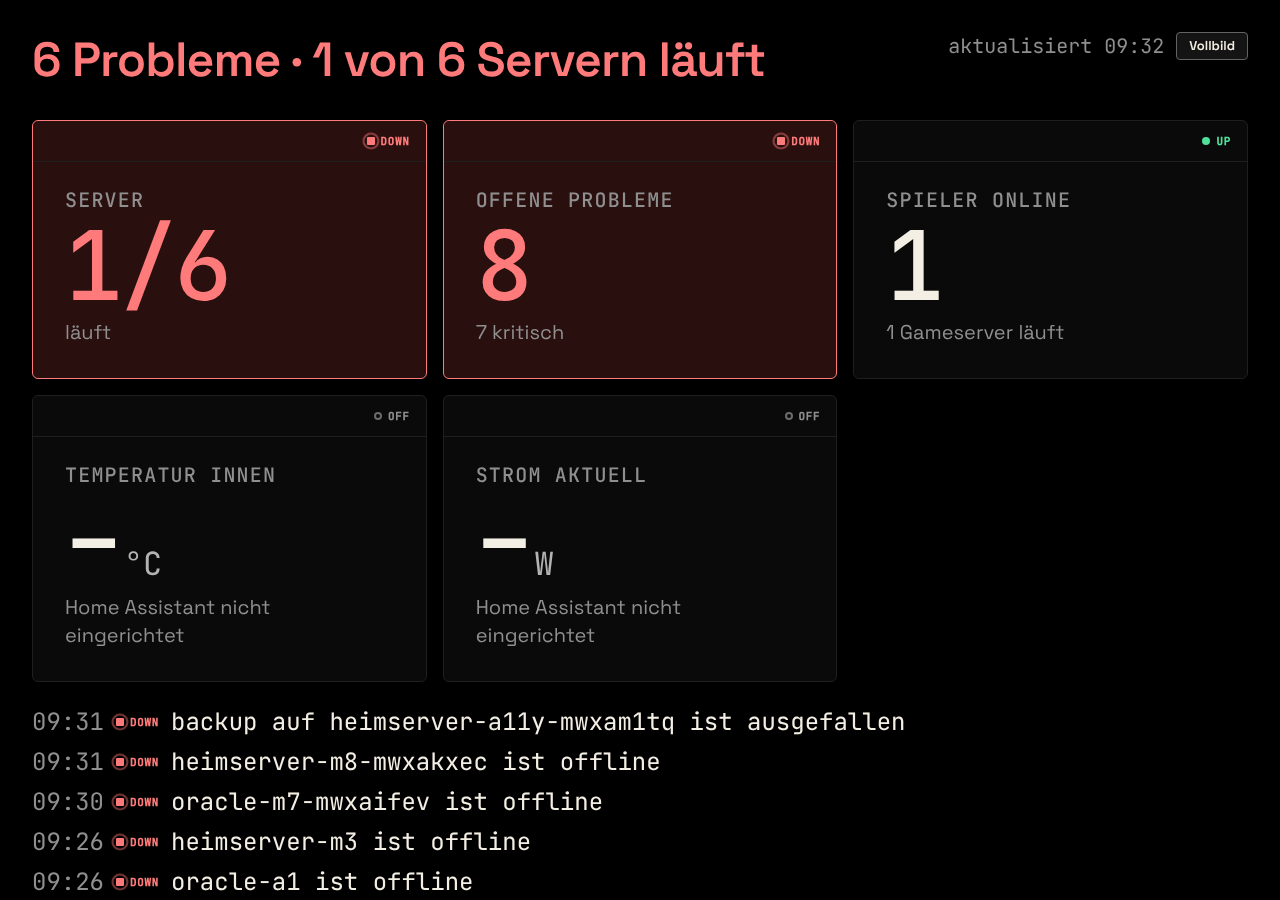 6 Probleme · 1 von 6 Servern läuft
aktualisiert 09:32 Vollbild
DOWN
SERVER
1/6
läuft
DOWN
OFFENE PROBLEME
8
7 kritisch
UP
SPIELER ONLINE
1
1 Gameserver läuft
OFF
TEMPERATUR INNEN
– °C
Home Assistant nicht
eingerichtet
OFF
STROM AKTUELL
– W
Home Assistant nicht
eingerichtet
09:31 DOWN backup auf heimserver-a11y-mwxam1tq ist ausgefallen
09:31 DOWN heimserver-m8-mwxakxec ist offline
09:30 DOWN oracle-m7-mwxaifev ist offline
09:26 DOWN heimserver-m3 ist offline
09:26 DOWN oracle-a1 ist offline